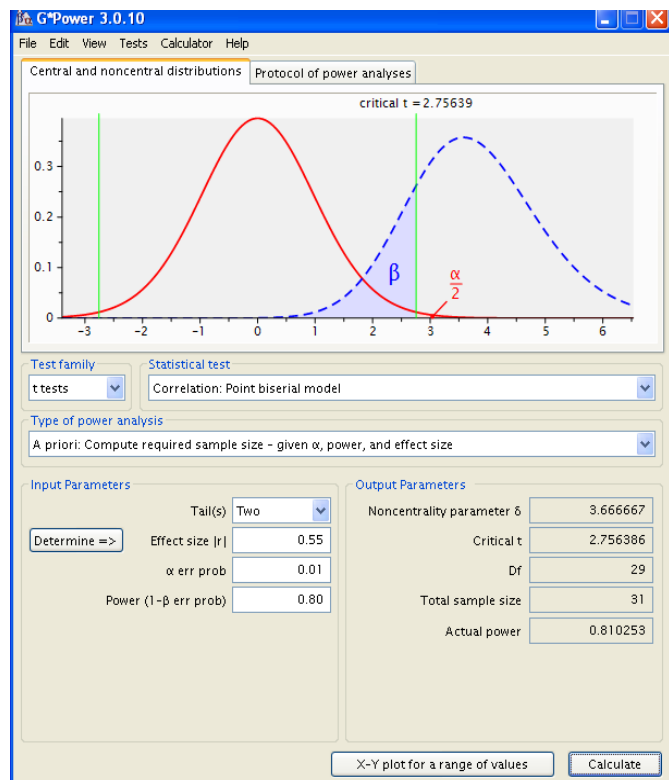 G*Power 3.0.10
File Edit View Tests Calculator Help
Central and noncentral distributions Protocol of power analyses
critical t = 2.75639
0.3
0.2
0.1
0
β
α
2
-3 -2 -1 0 1 2 3 4 5 6
Test family Statistical test
t tests Correlation: Point biserial model
Type of power analysis
A priori: Compute required sample size - given α, power, and effect size
Input Parameters Output Parameters
Tail(s) Two Noncentrality parameter δ 3.666667
Determine => Effect size |r| 0.55 Critical t 2.756386
α err prob 0.01 Df 29
Power (1-β err prob) 0.80 Total sample size 31
Actual power 0.810253
X-Y plot for a range of values Calculate